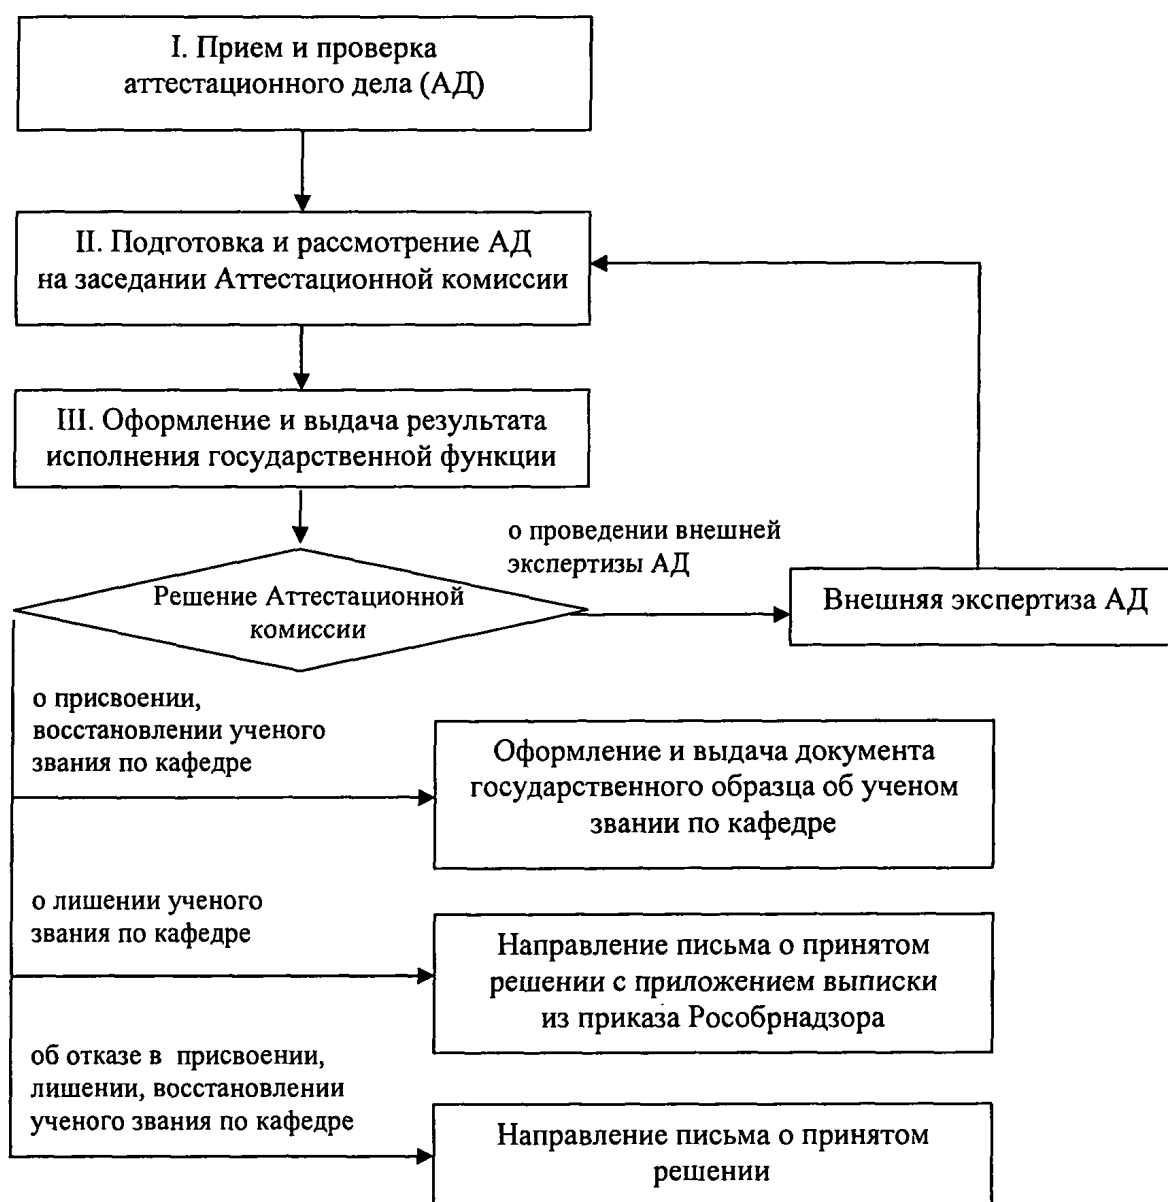 I. Прием и проверка
аттестационного дела (АД)
II. Подготовка и рассмотрение АД
на заседании Аттестационной комиссии
III. Оформление и выдача результата
исполнения государственной функции
о проведении внешней
экспертизы АД
Решение Аттестационной
комиссии
Внешняя экспертиза АД
о присвоении,
восстановлении ученого
звания по кафедре
Оформление и выдача документа
государственного образца об ученом
звании по кафедре
о лишении ученого
звания по кафедре
Направление письма о принятом
решении с приложением выписки
из приказа Рособрнадзора
об отказе в присвоении,
лишении, восстановлении
ученого звания по кафедре
Направление письма о принятом
решении